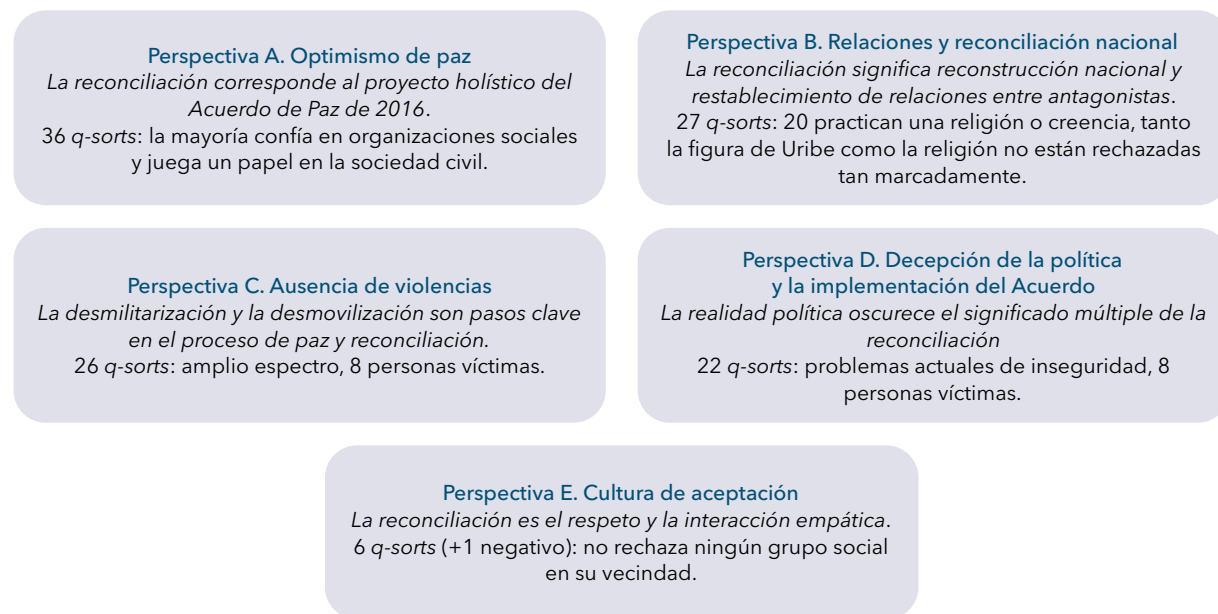 Perspectiva A. Optimismo de paz
La reconciliación corresponde al proyecto holístico del
Acuerdo de Paz de 2016.
36 q-sorts: la mayoría confía en organizaciones sociales
y juega un papel en la sociedad civil.
Perspectiva B. Relaciones y reconciliación nacional
La reconciliación significa reconstrucción nacional y
restablecimiento de relaciones entre antagonistas.
27 q-sorts: 20 practican una religión o creencia, tanto
la figura de Uribe como la religión no están rechazadas
tan marcadamente.
Perspectiva C. Ausencia de violencias
La desmilitarización y la desmovilización son pasos clave
en el proceso de paz y reconciliación.
26 q-sorts: amplio espectro, 8 personas víctimas.
Perspectiva D. Decepción de la política
y la implementación del Acuerdo
La realidad política oscurece el significado múltiple de la
reconciliación
22 q-sorts: problemas actuales de inseguridad, 8
personas víctimas.
Perspectiva E. Cultura de aceptación
La reconciliación es el respeto y la interacción empática.
6 q-sorts (+1 negativo): no rechaza ningún grupo social
en su vecindad.